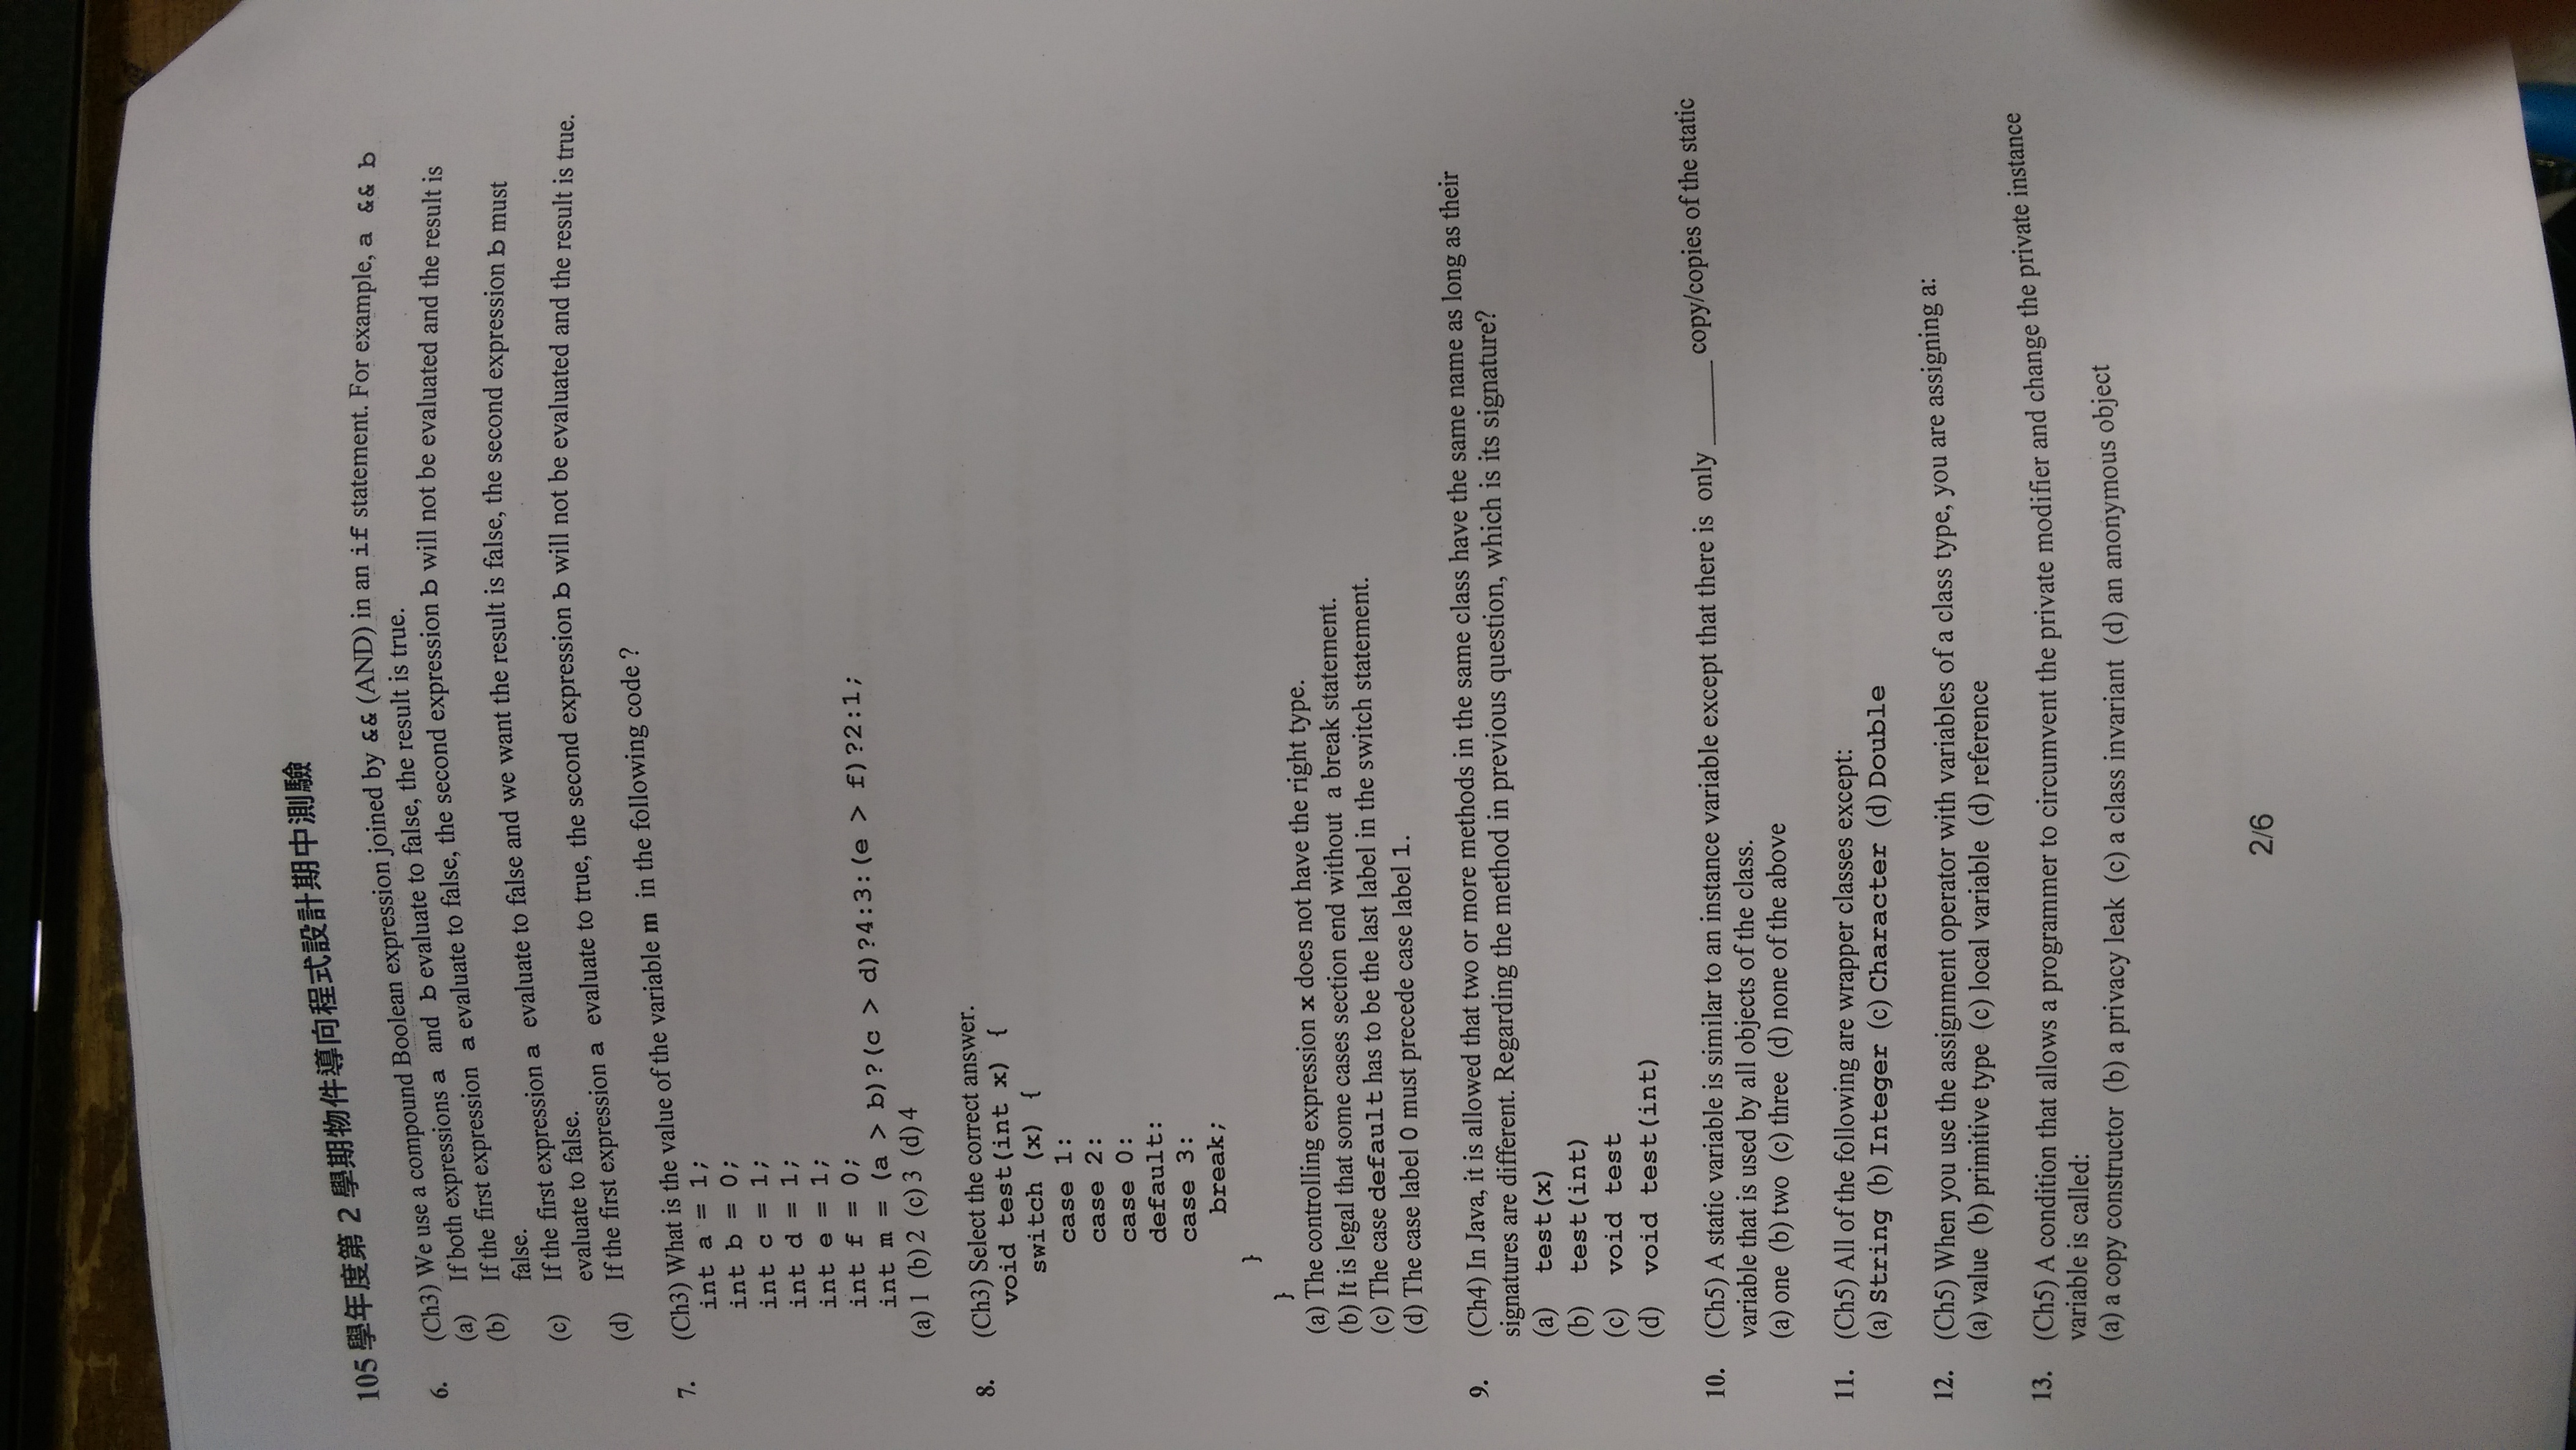 105 學年度第 2 學期物件導向程式設計期中測驗
6. (Ch3) We use a compound Boolean expression joined by && (AND) in an if statement. For example, a && b
(a) If both expressions a and b evaluate to false, the result is true.
(b) If the first expression a evaluate to false, the second expression b will not be evaluated and the result is
false.
(c) If the first expression a evaluate to false and we want the result is false, the second expression b must
evaluate to false.
(d) If the first expression a evaluate to true, the second expression b will not be evaluated and the result is true.
7. (Ch3) What is the value of the variable m in the following code ?
int a = 1;
int b = 0;
int c = 1;
int d = 1;
int e = 1;
int f = 0;
int m = (a > b)?(c > d)?4:3:(e > f)?2:1;
(a) 1 (b) 2 (c) 3 (d) 4
8. (Ch3) Select the correct answer.
void test(int x) {
switch (x) {
case 1:
case 2:
case 0:
default:
case 3:
break;
}
}
(a) The controlling expression x does not have the right type.
(b) It is legal that some cases section end without a break statement.
(c) The case default has to be the last label in the switch statement.
(d) The case label 0 must precede case label 1.
9. (Ch4) In Java, it is allowed that two or more methods in the same class have the same name as long as their
signatures are different. Regarding the method in previous question, which is its signature?
(a) test(x)
(b) test(int)
(c) void test
(d) void test(int)
10. (Ch5) A static variable is similar to an instance variable except that there is only ______ copy/copies of the static
variable that is used by all objects of the class.
(a) one (b) two (c) three (d) none of the above
11. (Ch5) All of the following are wrapper classes except:
(a) String (b) Integer (c) Character (d) Double
12. (Ch5) When you use the assignment operator with variables of a class type, you are assigning a:
(a) value (b) primitive type (c) local variable (d) reference
13. (Ch5) A condition that allows a programmer to circumvent the private modifier and change the private instance
variable is called:
(a) a copy constructor (b) a privacy leak (c) a class invariant (d) an anonymous object
2/6